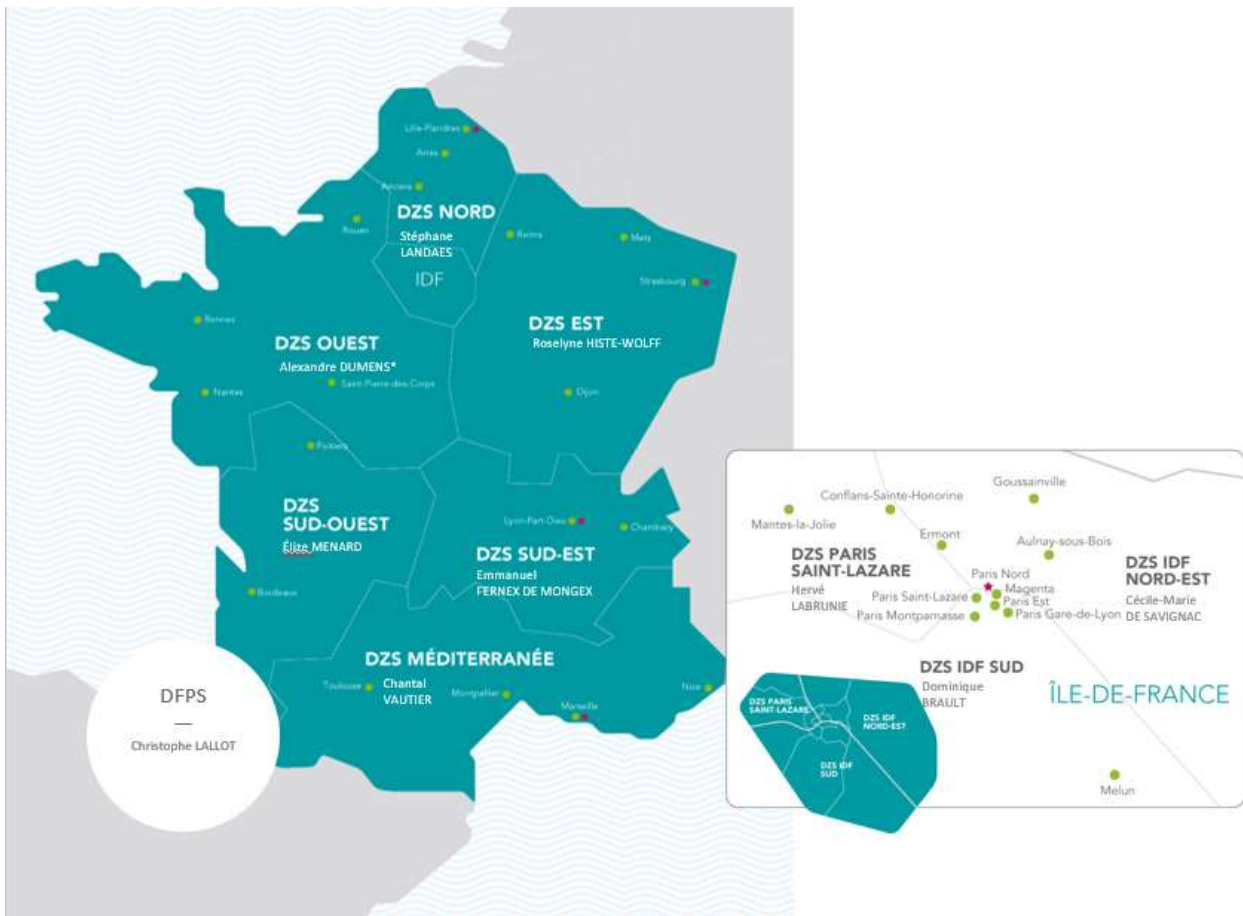 Lille-Flandres
Arras
Amiens
DZS NORD
Stéphane
LANDAES
IDF
Rouen
Reims
Metz
Strasbourg
DZS EST
Roselyne HISTE-WOLFF
Rennes
DZS OUEST
Alexandre DUMENS*
Saint-Pierre-des-Corps
Nantes
Dijon
Poitiers
DZS
SUD-OUEST
Élize MENARD
Lyon-Part-Dieu
Chambéry
DZS SUD-EST
Emmanuel
FERNEX DE MONGEX
Bordeaux
DZS MÉDITERRANÉE
Chantal
VAUTIER
Toulouse
Montpellier
Marseille
Nice
DFPS
Christophe LALLOT
Goussainville
Conflans-Sainte-Honorine
Mantes-la-Jolie
Ermont
Aulnay-sous-Bois
DZS PARIS
SAINT-LAZARE
Hervé
LABRUNIE
DZS IDF
NORD-EST
Cécile-Marie
DE SAVIGNAC
Paris Nord
Magenta
Paris Saint-Lazare
Paris Est
Paris Montparnasse
Paris Gare-de-Lyon
DZS IDF SUD
Dominique
BRAULT
ÎLE-DE-FRANCE
Melun
DZS PARIS
SAINT-LAZARE
DZS IDF
NORD-EST
DZS IDF
SUD